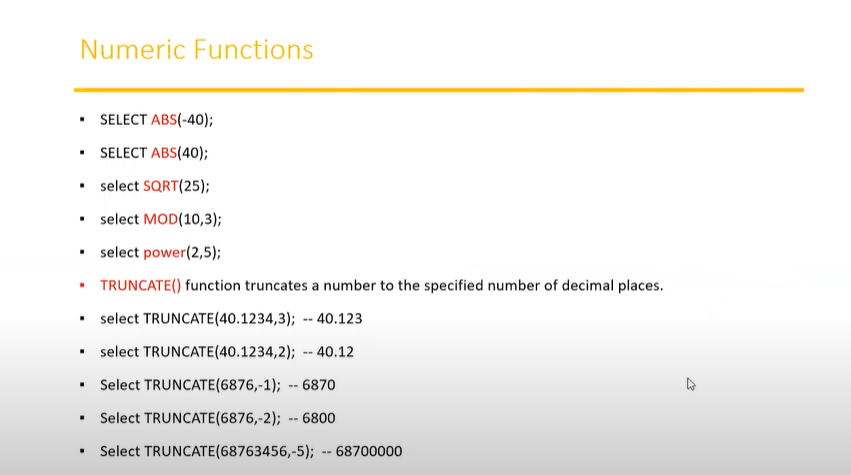 Numeric Functions
▪ SELECT ABS(-40);
▪ SELECT ABS(40);
▪ select SQRT(25);
▪ select MOD(10,3);
▪ select power(2,5);
▪ TRUNCATE() function truncates a number to the specified number of decimal places.
▪ select TRUNCATE(40.1234,3); -- 40.123
▪ select TRUNCATE(40.1234,2); -- 40.12
▪ Select TRUNCATE(6876,-1); -- 6870
▪ Select TRUNCATE(6876,-2); -- 6800
▪ Select TRUNCATE(68763456,-5); -- 68700000